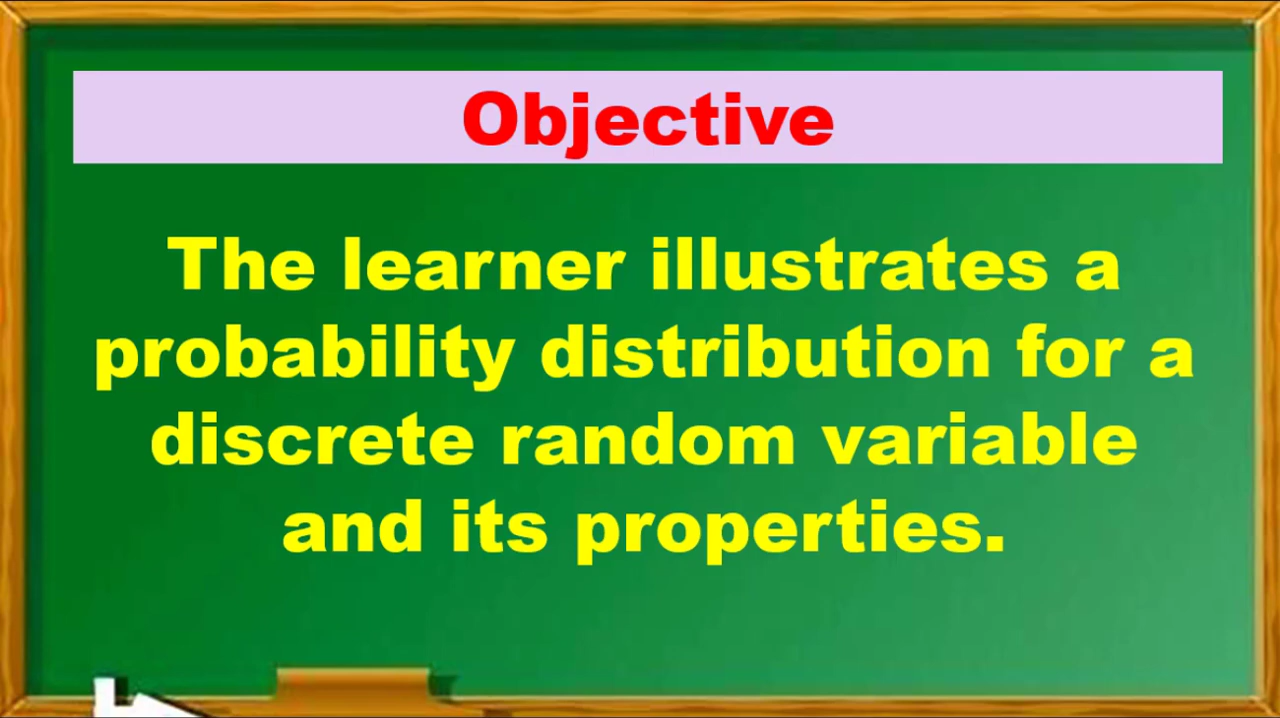 Objective
The learner illustrates a
probability distribution for a
discrete random variable
and its properties.